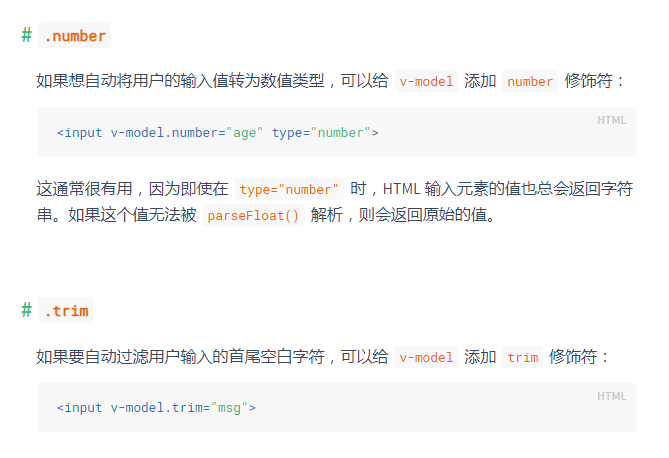 # .number
如果想自动将用户的输入值转为数值类型，可以给 v-model 添加 number 修饰符：
HTML
<input v-model.number="age" type="number">
这通常很有用，因为即使在 type="number" 时，HTML 输入元素的值也总会返回字符
串。如果这个值无法被 parseFloat() 解析，则会返回原始的值。
# .trim
如果要自动过滤用户输入的首尾空白字符，可以给 v-model 添加 trim 修饰符：
HTML
<input v-model.trim="msg">